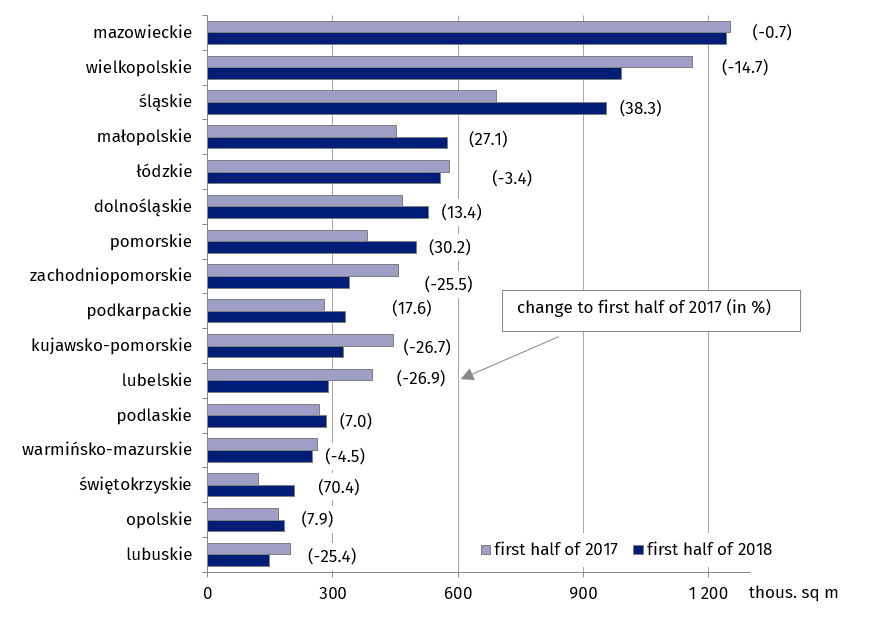 mazowieckie (-0.7)
wielkopolskie (-14.7)
śląskie (38.3)
małopolskie (27.1)
łódzkie (-3.4)
dolnośląskie (13.4)
pomorskie (30.2)
zachodniopomorskie (-25.5)
podkarpackie (17.6)
change to first half of 2017 (in %)
kujawsko-pomorskie (-26.7)
lubelskie (-26.9)
podlaskie (7.0)
warmińsko-mazurskie (-4.5)
świętokrzyskie (70.4)
opolskie (7.9)
lubuskie (-25.4)
first half of 2017 first half of 2018
0 300 600 900 1 200 thous. sq m